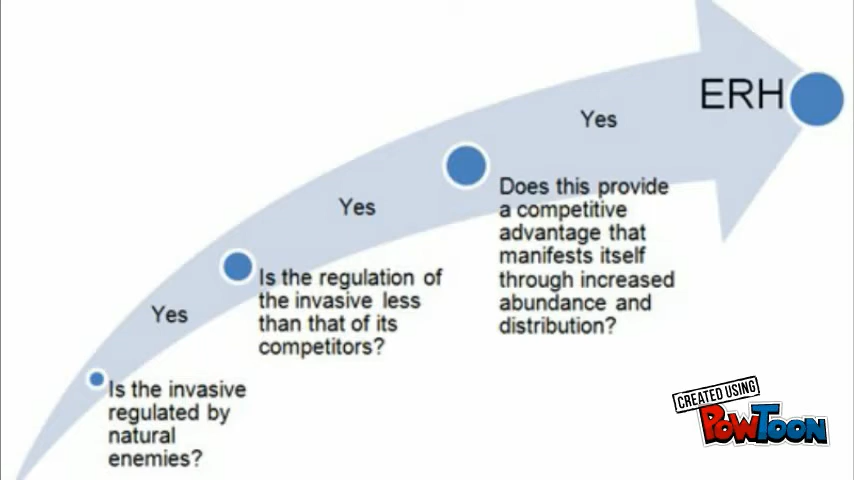 Is the invasive
regulated by
natural
enemies?
Yes
Is the regulation of
the invasive less
than that of its
competitors?
Yes
Does this provide
a competitive
advantage that
manifests itself
through increased
abundance and
distribution?
Yes
ERH
CREATED USING
POWTOON